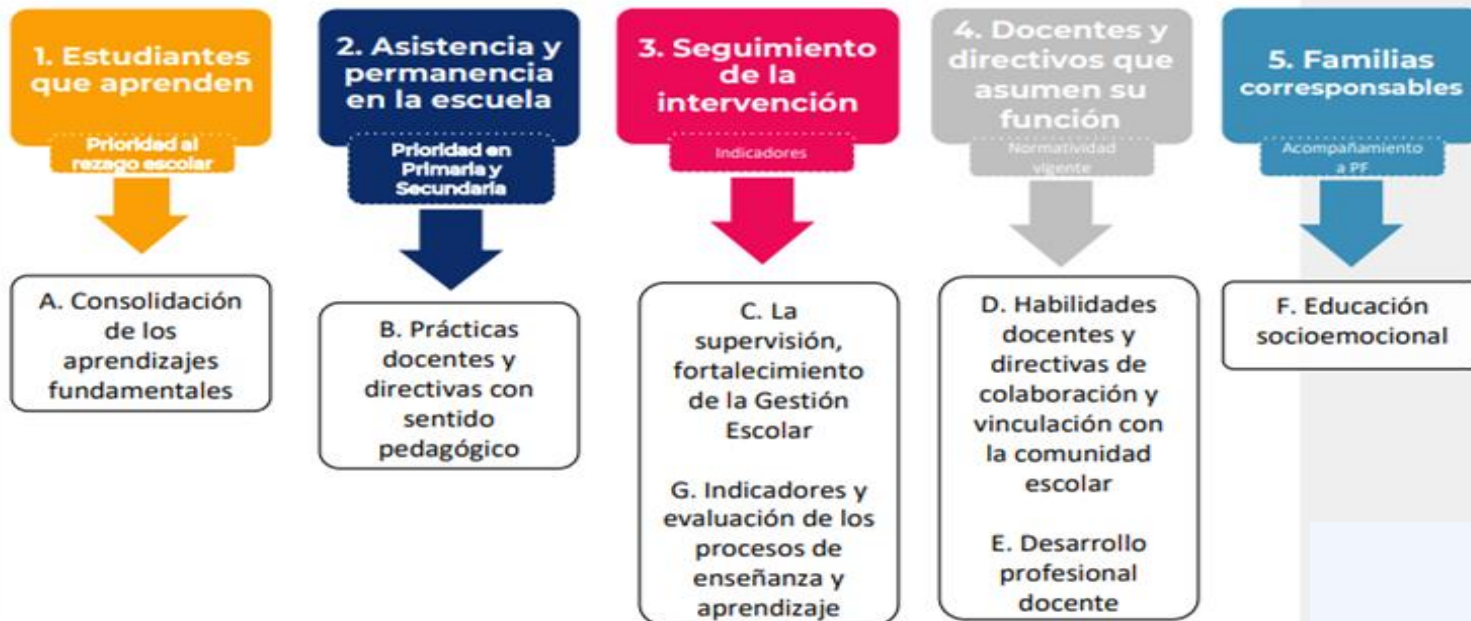 1. Estudiantes
que aprenden
Prioridad al
rezago escolar
A. Consolidación
de los
aprendizajes
fundamentales
2. Asistencia y
permanencia
en la escuela
Prioridad en
Primaria y
Secundaria
B. Prácticas
docentes y
directivas con
sentido
pedagógico
3. Seguimiento
de la
intervención
Indicadores
C. La
supervisión,
fortalecimiento
de la Gestión
Escolar
G. Indicadores y
evaluación de los
procesos de
enseñanza y
aprendizaje
4. Docentes y
directivos que
asumen su
función
Normatividad
vigente
D. Habilidades
docentes y
directivas de
colaboración y
vinculación con
la comunidad
escolar
E. Desarrollo
profesional
docente
5. Familias
corresponsables
Acompañamiento
a PF
F. Educación
socioemocional